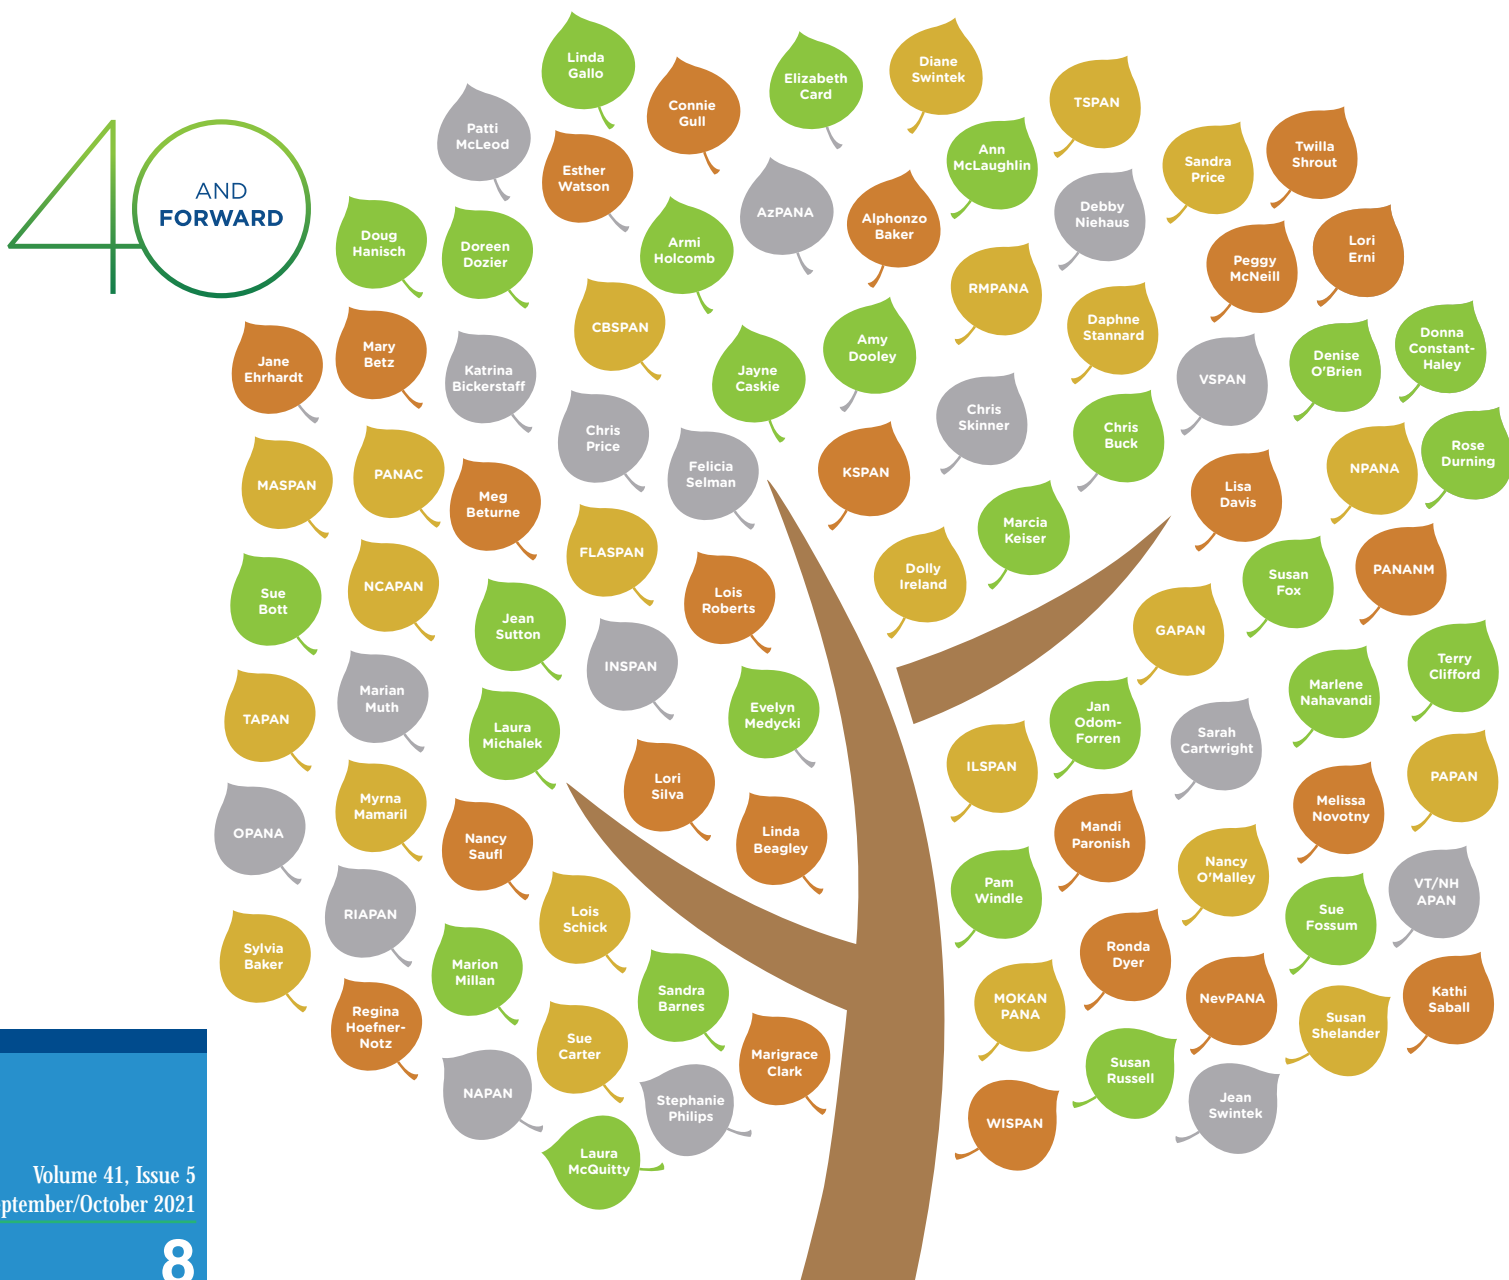 40
AND
FORWARD
Linda
Gallo
Connie
Gull
Elizabeth
Card
Diane
Swintek
TSPAN
Patti
McLeod
Esther
Watson
AzPANA
Alphonzo
Baker
Ann
McLaughlin
Debby
Niehaus
Sandra
Price
Twilla
Shrout
Doug
Hanisch
Doreen
Dozier
Armi
Holcomb
RMPANA
Peggy
McNeill
Lori
Erni
Jane
Ehrhardt
Mary
Betz
Katrina
Bickerstaff
CBSPAN
Jayne
Caskie
Amy
Dooley
Daphne
Stannard
VSPAN
Denise
O'Brien
Donna
Constant-
Haley
Chris
Price
Felicia
Selman
KSPAN
Chris
Skinner
Chris
Buck
Lisa
Davis
NPANA
Rose
Durning
MASPAN
PANAC
Meg
Beturne
FLASPAN
Lois
Roberts
Dolly
Ireland
Marcia
Keiser
Susan
Fox
PANANM
Sue
Bott
NCAPAN
Jean
Sutton
INSPAN
GAPAN
Terry
Clifford
TAPAN
Marian
Muth
Laura
Michalek
Evelyn
Medycki
Jan
Odom-
Forren
Sarah
Cartwright
Marlene
Nahavandi
OPANA
Myrna
Mamaril
Nancy
Saufl
Lori
Silva
Linda
Beagley
ILSPAN
Mandi
Paronish
Melissa
Novotny
PAPAN
RIAPAN
Lois
Schick
Pam
Windle
Nancy
O'Malley
Sue
Fossum
VT/NH
APAN
Sylvia
Baker
Marion
Millan
Sandra
Barnes
Ronda
Dyer
MOKAN
PANA
NevPANA
Susan
Shelander
Kathi
Saball
Regina
Hoefner-
Notz
Sue
Carter
Marigrace
Clark
Susan
Russell
NAPAN
Stephanie
Philips
WISPAN
Jean
Swintek
Laura
McQuitty
Volume 41, Issue 5
ptember/October 2021
8